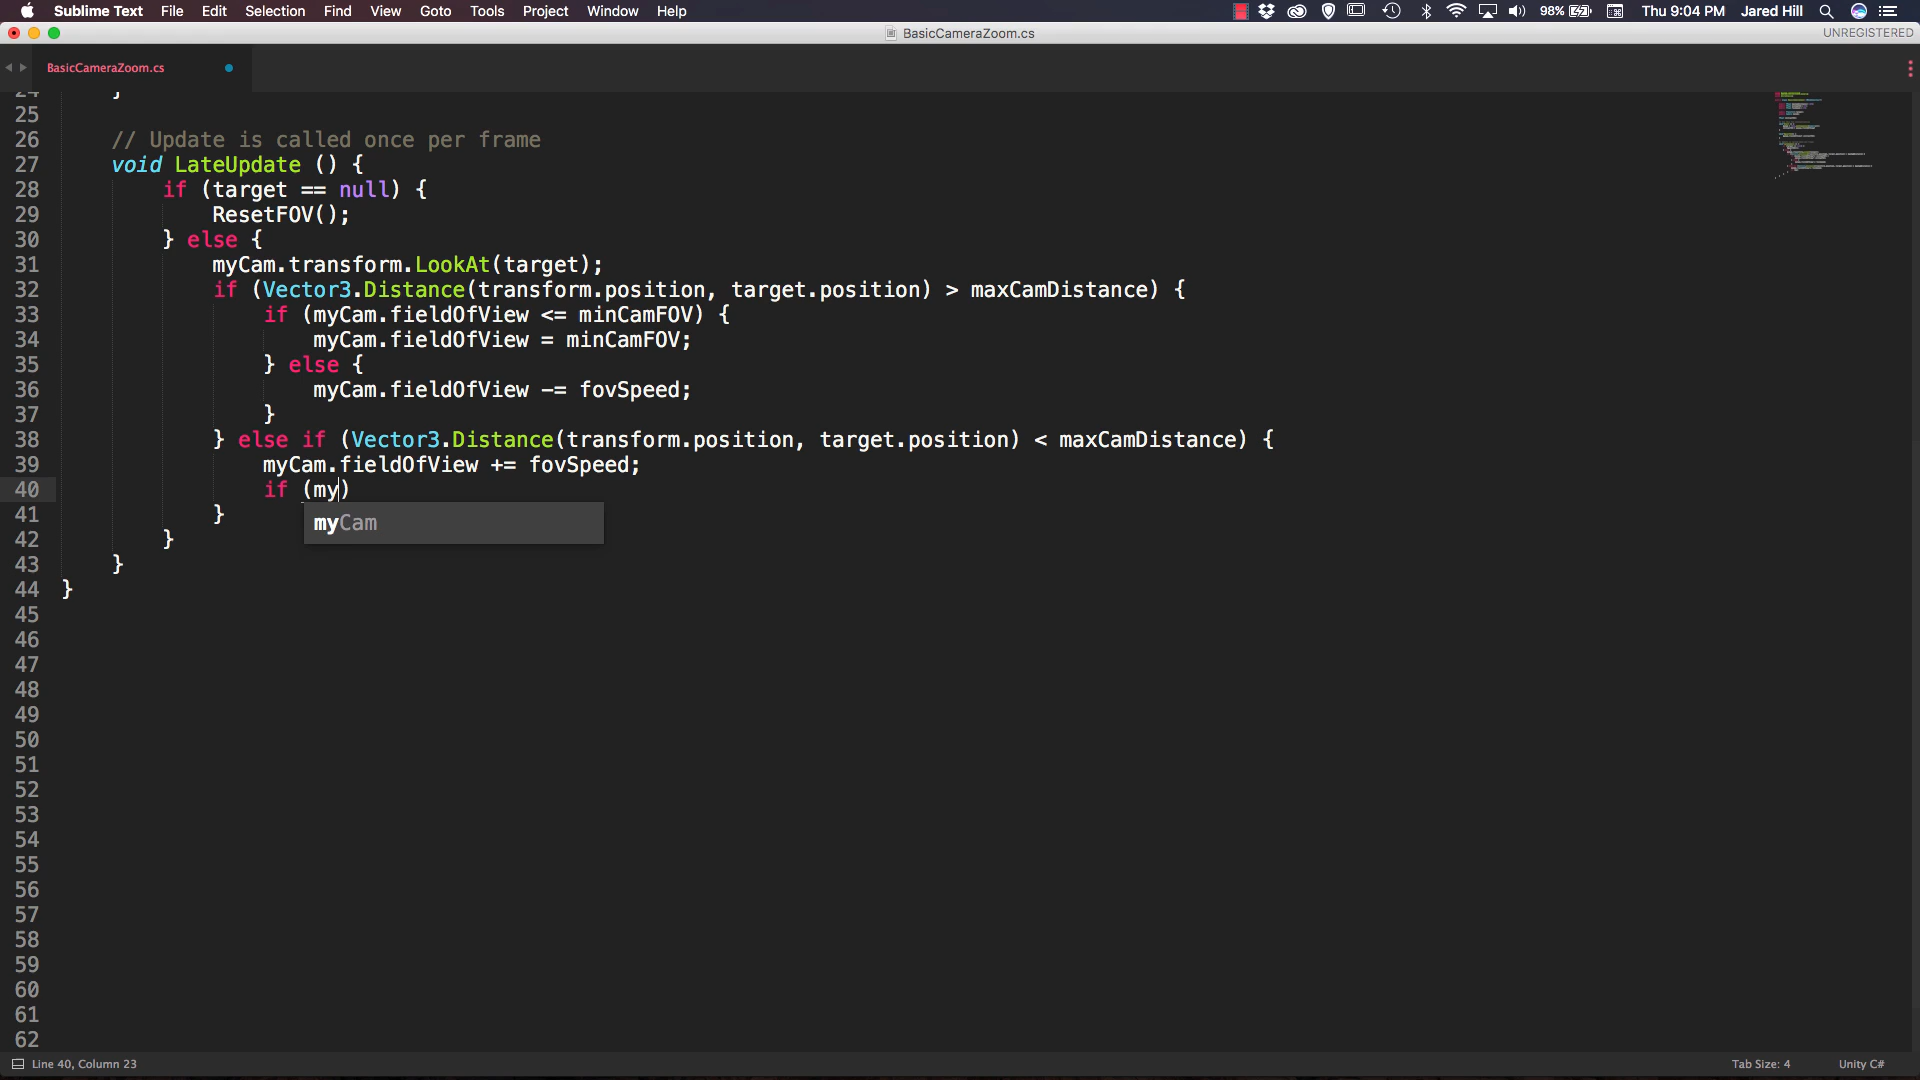 Sublime Text File Edit Selection Find View Goto Tools Project Window Help 98% Thu 9:04 PM Jared Hill
BasicCameraZoom.cs UNREGISTERED
BasicCameraZoom.cs
24 }
25
26 // Update is called once per frame
27 void LateUpdate () {
28 if (target == null) {
29 ResetFOV();
30 } else {
31 myCam.transform.LookAt(target);
32 if (Vector3.Distance(transform.position, target.position) > maxCamDistance) {
33 if (myCam.fieldOfView <= minCamFOV) {
34 myCam.fieldOfView = minCamFOV;
35 } else {
36 myCam.fieldOfView -= fovSpeed;
37 }
38 } else if (Vector3.Distance(transform.position, target.position) < maxCamDistance) {
39 myCam.fieldOfView += fovSpeed;
40 if (my)
41 }
myCam
42 }
43 }
44 }
45
46
47
48
49
50
51
52
53
54
55
56
57
58
59
60
61
62
Line 40, Column 23 Tab Size: 4 Unity C#